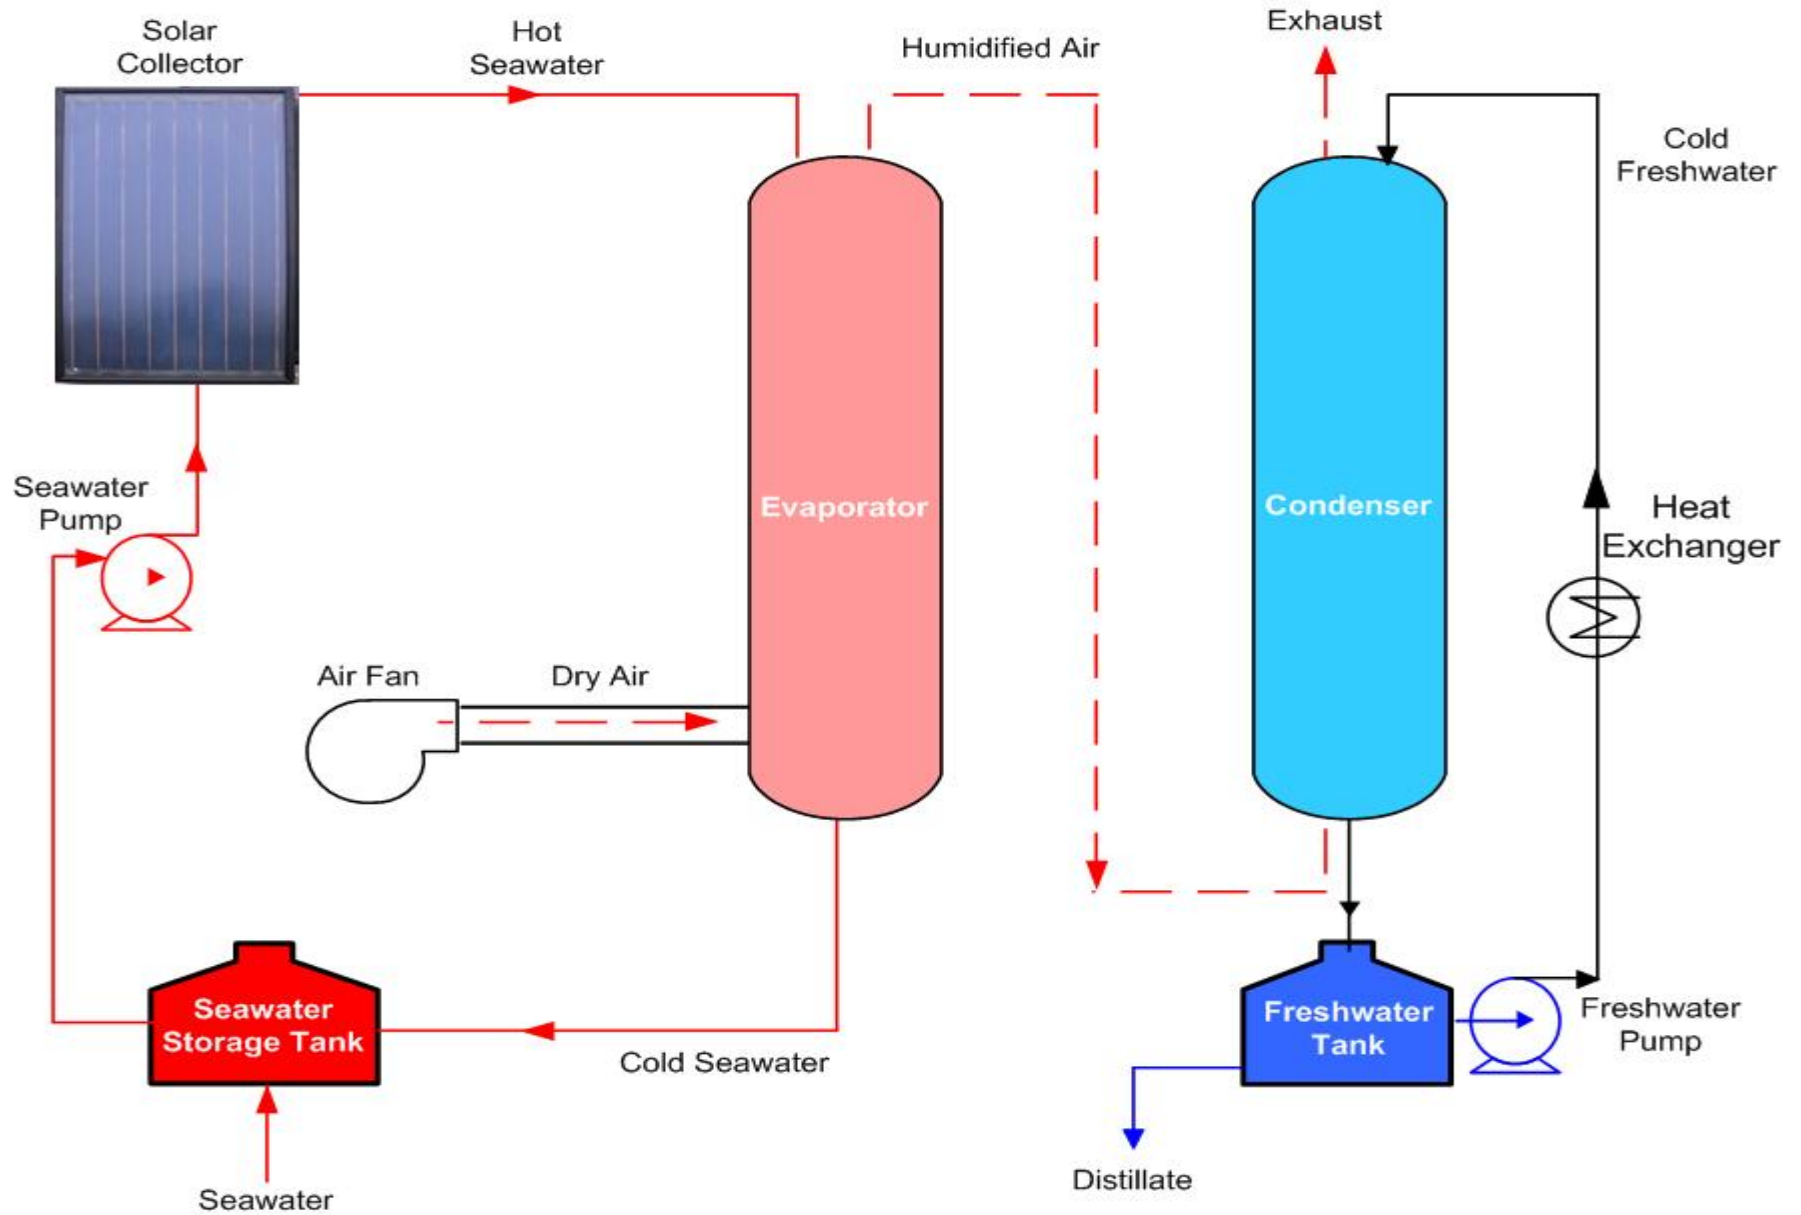 Solar
Collector
Hot
Seawater
Humidified Air
Exhaust
Cold
Freshwater
Seawater
Pump
Evaporator
Condenser
Heat
Exchanger
Air Fan
Dry Air
Seawater
Storage Tank
Cold Seawater
Freshwater
Tank
Freshwater
Pump
Seawater
Distillate